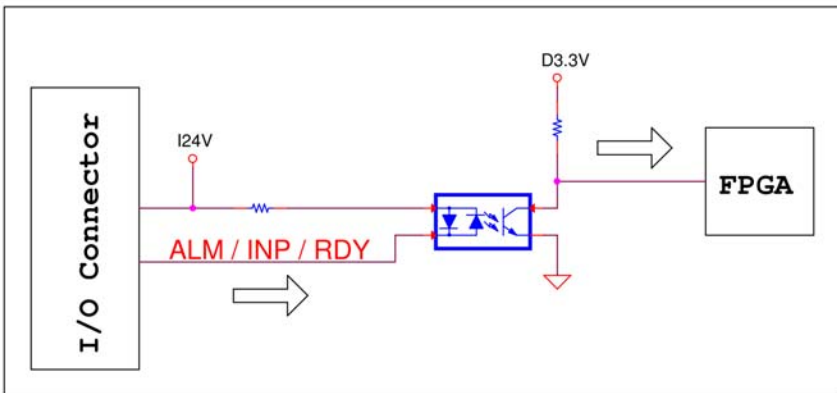 D3.3V
I24V
I/O Connector
FPGA
ALM / INP / RDY